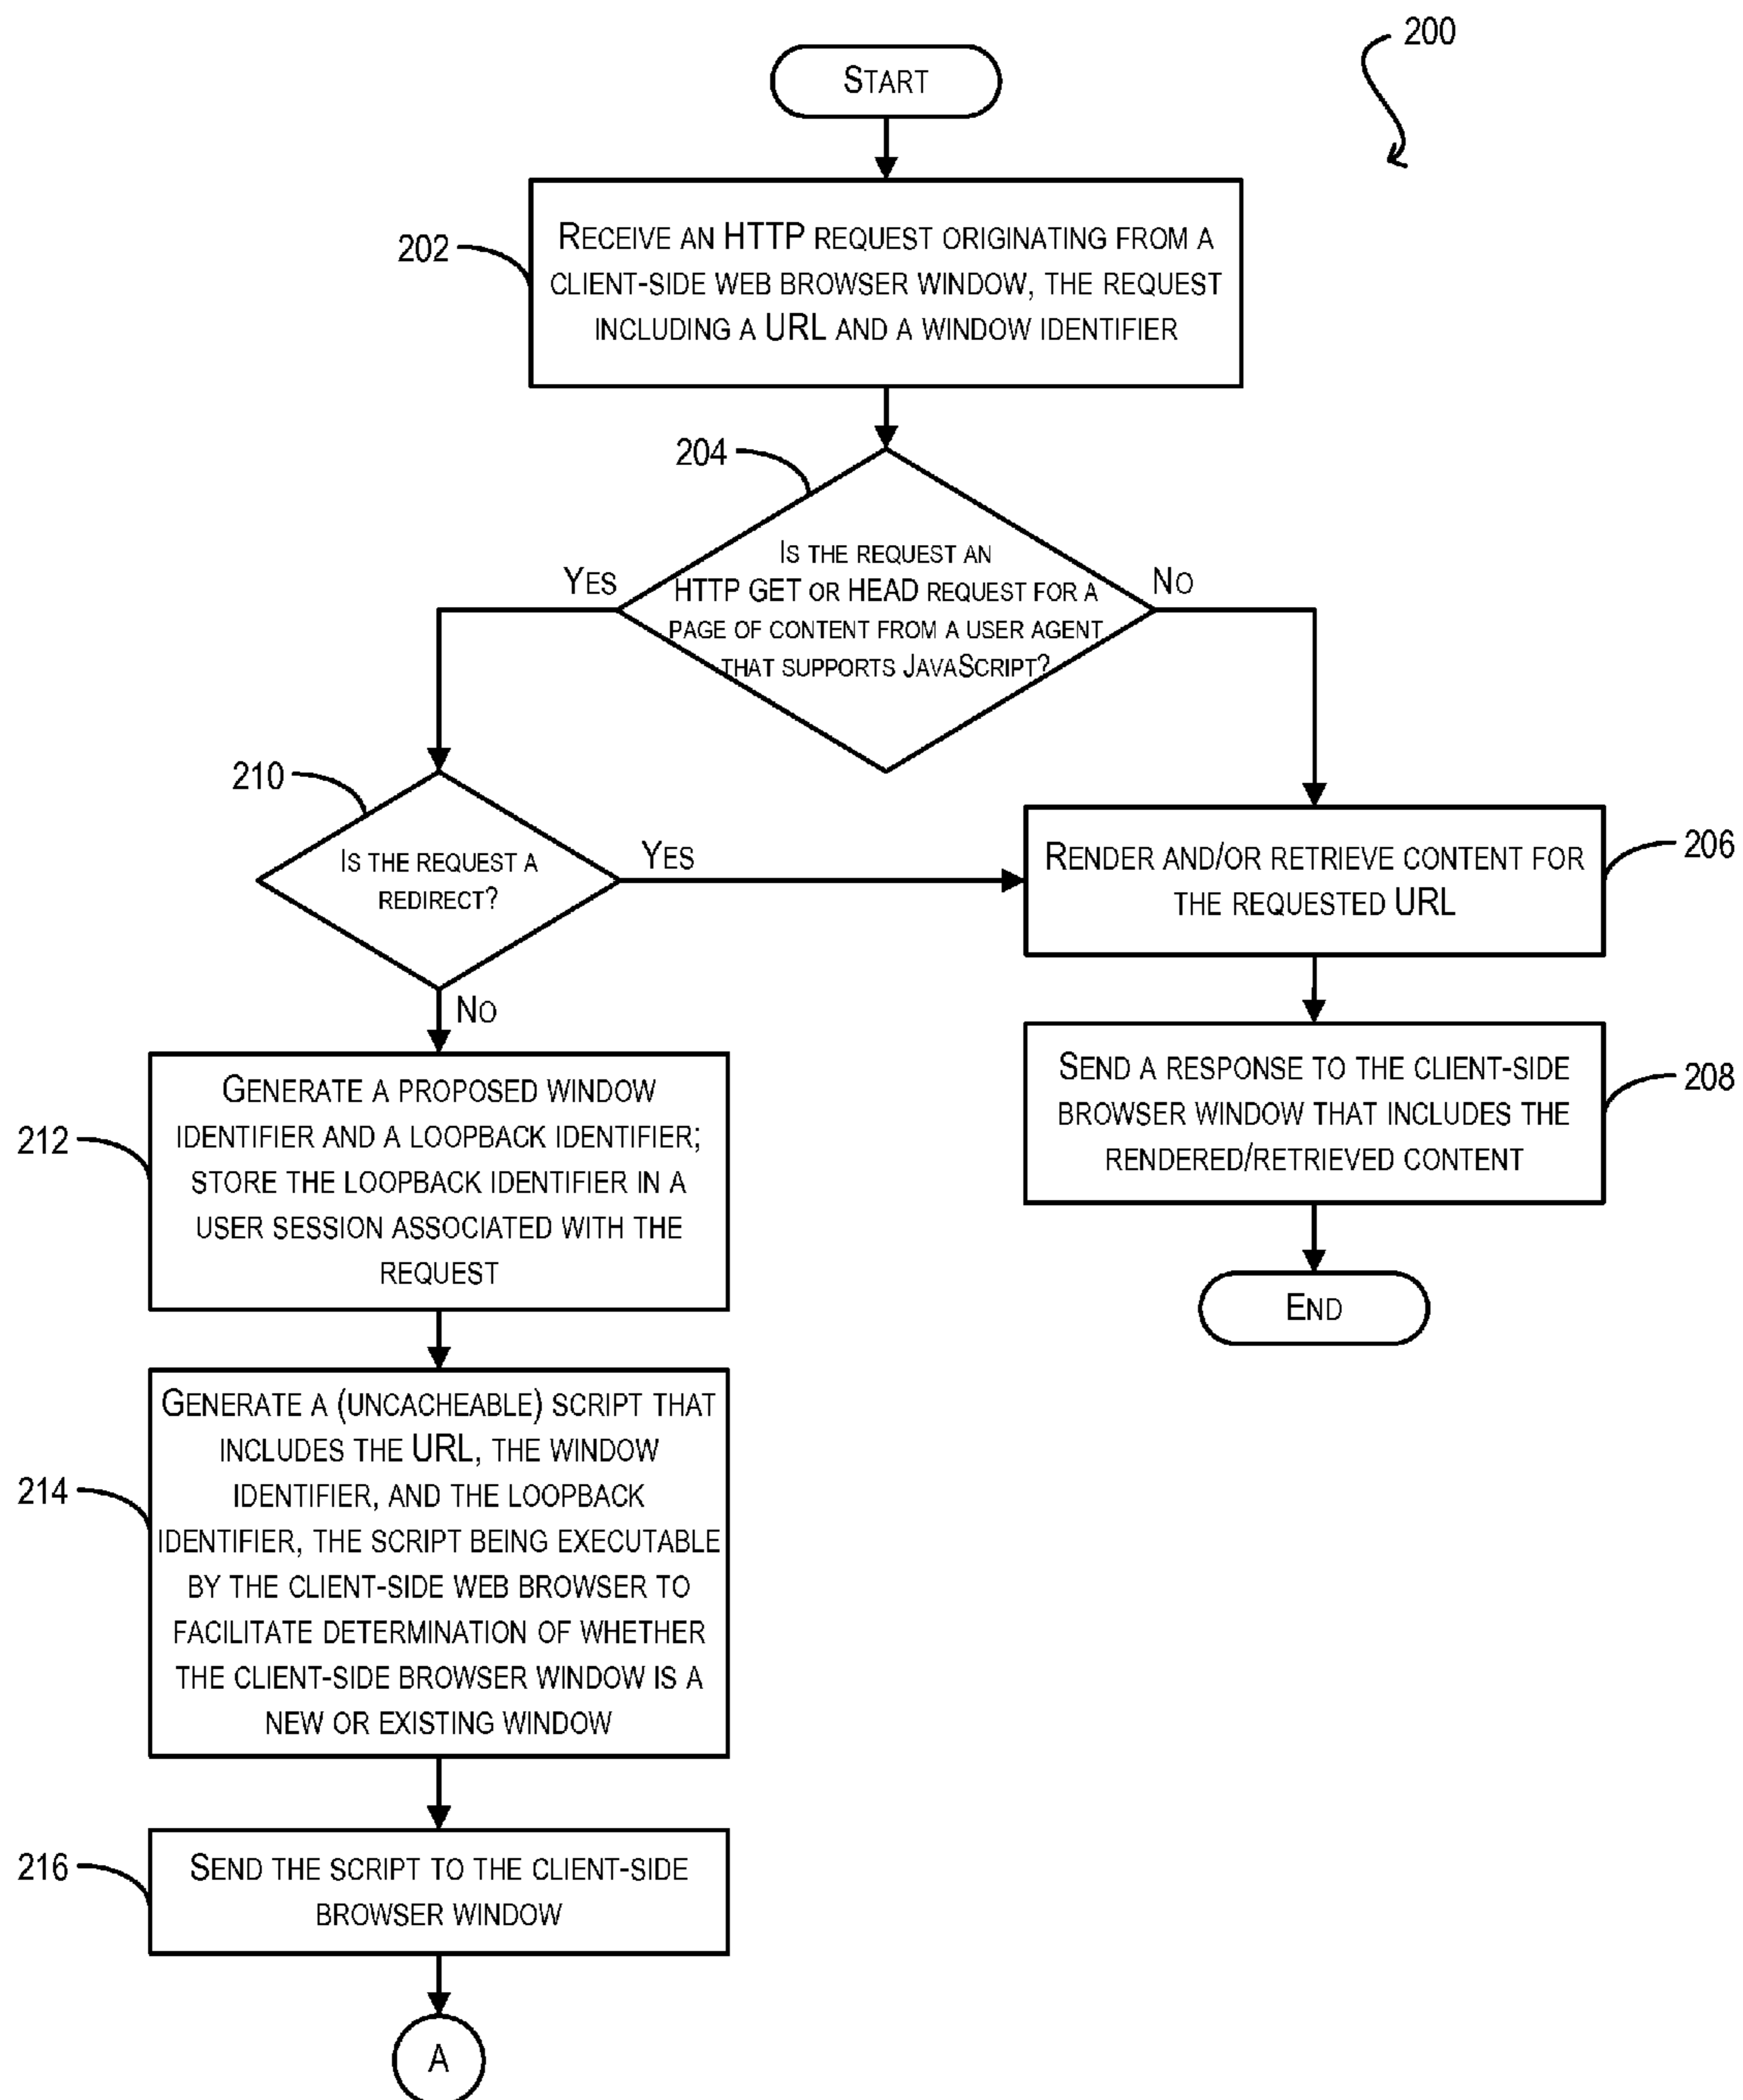 200
START
202
RECEIVE AN HTTP REQUEST ORIGINATING FROM A
CLIENT-SIDE WEB BROWSER WINDOW, THE REQUEST
INCLUDING A URL AND A WINDOW IDENTIFIER
204
IS THE REQUEST AN
HTTP GET OR HEAD REQUEST FOR A
PAGE OF CONTENT FROM A USER AGENT
THAT SUPPORTS JAVASCRIPT?
YES
NO
210
IS THE REQUEST A
REDIRECT?
YES
NO
206
RENDER AND/OR RETRIEVE CONTENT FOR
THE REQUESTED URL
208
SEND A RESPONSE TO THE CLIENT-SIDE
BROWSER WINDOW THAT INCLUDES THE
RENDERED/RETRIEVED CONTENT
END
212
GENERATE A PROPOSED WINDOW
IDENTIFIER AND A LOOPBACK IDENTIFIER;
STORE THE LOOPBACK IDENTIFIER IN A
USER SESSION ASSOCIATED WITH THE
REQUEST
214
GENERATE A (UNCACHEABLE) SCRIPT THAT
INCLUDES THE URL, THE WINDOW
IDENTIFIER, AND THE LOOPBACK
IDENTIFIER, THE SCRIPT BEING EXECUTABLE
BY THE CLIENT-SIDE WEB BROWSER TO
FACILITATE DETERMINATION OF WHETHER
THE CLIENT-SIDE BROWSER WINDOW IS A
NEW OR EXISTING WINDOW
216
SEND THE SCRIPT TO THE CLIENT-SIDE
BROWSER WINDOW
A